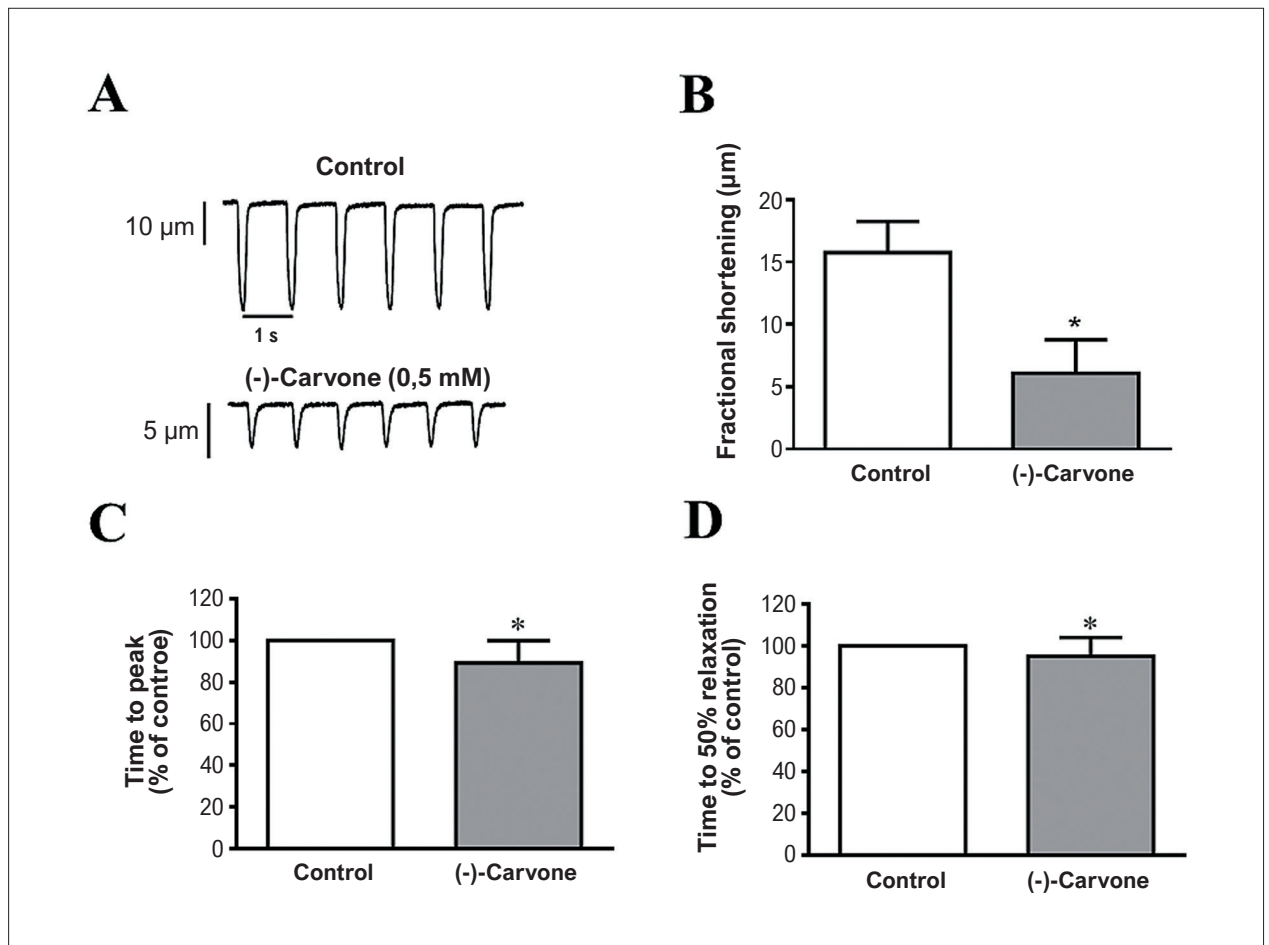 A
Control
10 µm
1 s
(-)-Carvone (0,5 mM)
5 µm
B
Fractional shortening (µm)
20
15
10
5
0
*
Control
(-)-Carvone
C
Time to peak
(% of controe)
120
100
80
60
40
20
0
*
Control
(-)-Carvone
D
Time to 50% relaxation
(% of control)
120
100
80
60
40
20
0
*
Control
(-)-Carvone